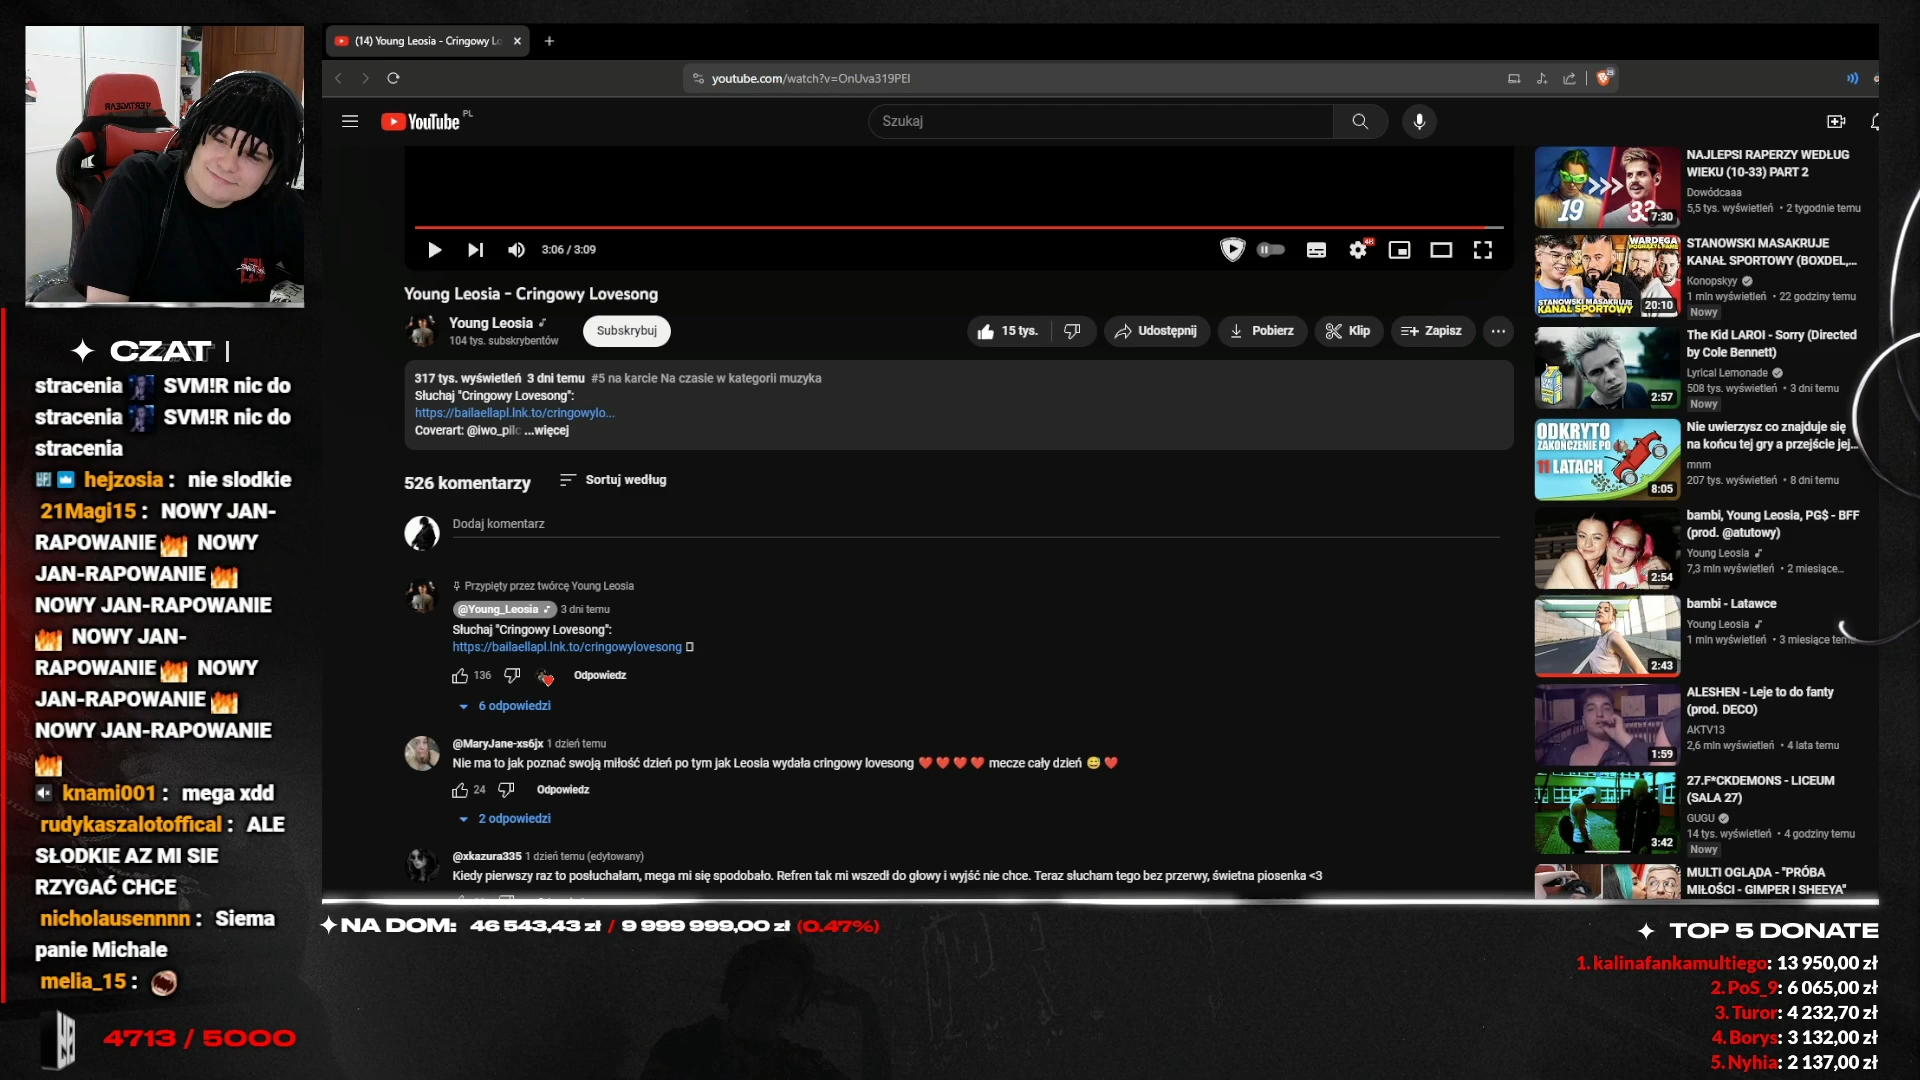 (14) Young Leosia - Cringowy Lo
youtube.com/watch?v=OnUva319PEI
YouTube PL
Szukaj
3:06 / 3:09
Young Leosia - Cringowy Lovesong
Young Leosia
104 tys. subskrybentów
Subskrybuj
15 tys.
Udostępnij
Pobierz
Klip
Zapisz
317 tys. wyświetleń 3 dni temu #5 na karcie Na czasie w kategorii muzyka
Słuchaj "Cringowy Lovesong":
https://bailaellapl.lnk.to/cringowylo...
Coverart: @iwo_pilc ...więcej
526 komentarzy
Sortuj według
Dodaj komentarz
Przypięty przez twórcę Young Leosia
@Young_Leosia 3 dni temu
Słuchaj "Cringowy Lovesong":
https://bailaellapl.lnk.to/cringowylovesong
136
Odpowiedz
6 odpowiedzi
@MaryJane-xs6jx 1 dzień temu
Nie ma to jak poznać swoją miłość dzień po tym jak Leosia wydała cringowy lovesong ❤️❤️❤️❤️ mecze cały dzień 😅❤️
24
Odpowiedz
2 odpowiedzi
@xkazura335 1 dzień temu (edytowany)
Kiedy pierwszy raz to posłuchałam, mega mi się spodobało. Refren tak mi wszedł do głowy i wyjść nie chce. Teraz słucham tego bez przerwy, świetna piosenka <3
19
7:30
NAJLEPSI RAPERZY WEDŁUG
WIEKU (10-33) PART 2
Dowódcaaa
5,5 tys. wyświetleń • 2 tygodnie temu
WARDEGA
STANOWSKI MASAKRUJE
KANAŁ SPORTOWY
20:10
STANOWSKI MASAKRUJE
KANAŁ SPORTOWY (BOXDEL,...
Konopskyy
1 mln wyświetleń • 22 godziny temu
Nowy
2:57
The Kid LAROI - Sorry (Directed
by Cole Bennett)
Lyrical Lemonade
508 tys. wyświetleń • 3 dni temu
Nowy
ODKRYTO
ZAKOŃCZENIE PO
11 LATACH
8:05
Nie uwierzysz co znajduje się
na końcu tej gry a przejście jej...
mnm
207 tys. wyświetleń • 8 dni temu
2:54
bambi, Young Leosia, PG$ - BFF
(prod. @atutowy)
Young Leosia
7,3 mln wyświetleń • 2 miesiące...
2:43
bambi - Latawce
Young Leosia
1 mln wyświetleń • 3 miesiące temu
1:59
ALESHEN - Leje to do fanty
(prod. DECO)
AKTV13
2,6 mln wyświetleń • 4 lata temu
3:42
27.F*CKDEMONS - LICEUM
(SALA 27)
GUGU
14 tys. wyświetleń • 4 godziny temu
Nowy
MULTI OGLĄDA - "PRÓBA
MIŁOŚCI - GIMPER I SHEEYA"
CZAT
stracenia SVM!R nic do
stracenia SVM!R nic do
stracenia
hejzosia : nie slodkie
21Magi15 : NOWY JAN-
RAPOWANIE 🔥 NOWY
JAN-RAPOWANIE 🔥
NOWY JAN-RAPOWANIE
🔥 NOWY JAN-
RAPOWANIE 🔥 NOWY
JAN-RAPOWANIE 🔥
NOWY JAN-RAPOWANIE
🔥
knami001 : mega xdd
rudykaszalotoffical : ALE
SŁODKIE AZ MI SIE
RZYGAĆ CHCE
nicholausennnn : Siema
panie Michale
melia_15 :
4713 / 5000
NA DOM: 46 543,43 zł / 9 999 999,00 zł (0.47%)
TOP 5 DONATE
1. kalinafankamultiego: 13 950,00 zł
2. PoS_9: 6 065,00 zł
3. Turor: 4 232,70 zł
4. Borys: 3 132,00 zł
5. Nyhia: 2 137,00 zł